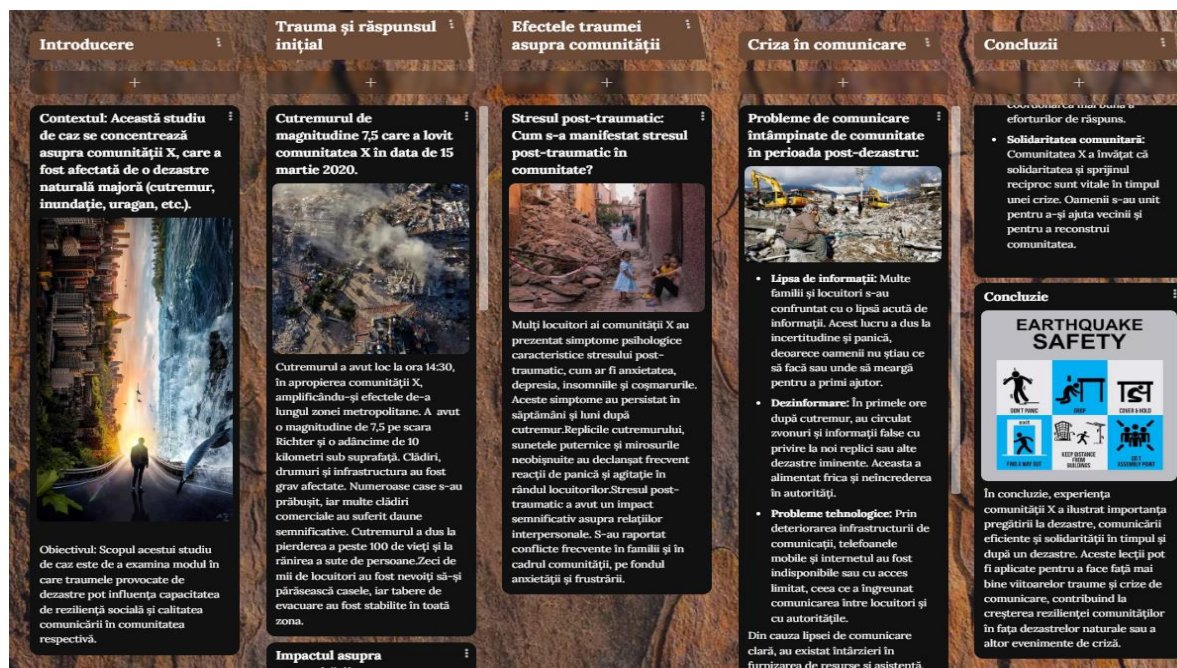 Introducere
Contextul: Această studiu
de caz se concentrează
asupra comunității X, care a
fost afectată de o dezastre
naturală majoră (cutremur,
inundație, uragan, etc.).
Obiectivul: Scopul acestui studiu
de caz este de a examina modul în
care traumele provocate de
dezastre pot influența capacitatea
de reziliență socială și calitatea
comunicării în comunitatea
respectivă.
Trauma și răspunsul
inițial
Cutremurul de
magnitudine 7,5 care a lovit
comunitatea X în data de 15
martie 2020.
Cutremurul a avut loc la ora 14:30,
în apropierea comunității X,
amplificându-și efectele de-a
lungul zonei metropolitane. A avut
o magnitudine de 7,5 pe scara
Richter și o adâncime de 10
kilometri sub suprafață. Clădiri,
drumuri și infrastructura au fost
grav afectate. Numeroase case s-au
prăbușit, iar multe clădiri
comerciale au suferit daune
semnificative. Cutremurul a dus la
pierderea a peste 100 de vieți și la
rănirea a sute de persoane.Zeci de
mii de locuitori au fost nevoiți să-și
părăsească casele, iar tabere de
evacuare au fost stabilite în toată
zona.
Impactul asupra
Efectele traumei
asupra comunității
Stresul post-traumatic:
Cum s-a manifestat stresul
post-traumatic în
comunitate?
Mulți locuitori ai comunității X au
prezentat simptome psihologice
caracteristice stresului post-
traumatic, cum ar fi anxietatea,
depresia, insomniile și coșmarurile.
Aceste simptome au persistat în
săptămâni și luni după
cutremur.Replicile cutremurului,
sunetele puternice și mirosurile
neobișnuite au declanșat frecvent
reacții de panică și agitație în
rândul locuitorilor.Stresul post-
traumatic a avut un impact
semnificativ asupra relațiilor
interpersonale. S-au raportat
conflicte frecvente în familii și în
cadrul comunității, pe fondul
anxietății și frustrării.
Criza în comunicare
Probleme de comunicare
întâmpinate de comunitate
în perioada post-dezastru:
• Lipsa de informații: Multe
familii și locuitori s-au
confruntat cu o lipsă acută de
informații. Acest lucru a dus la
incertitudine și panică,
deoarece oamenii nu știau ce
să facă sau unde să meargă
pentru a primi ajutor.
• Dezinformare: În primele ore
după cutremur, au circulat
zvonuri și informații false cu
privire la noi replici sau alte
dezastre iminente. Aceasta a
alimentat frica și neîncrederea
în autorități.
• Probleme tehnologice: Prin
deteriorarea infrastructurii de
comunicații, telefoanele
mobile și internetul au fost
indisponibile sau cu acces
limitat, ceea ce a îngreunat
comunicarea între locuitori și
cu autoritățile.
Din cauza lipsei de comunicare
clară, au existat întârzieri în
furnizarea de resurse și asistență
Concluzii
coordonarea mai bună a
eforturilor de răspuns.
• Solidaritatea comunitară:
Comunitatea X a învățat că
solidaritatea și sprijinul
reciproc sunt vitale în timpul
unei crize. Oamenii s-au unit
pentru a-și ajuta vecinii și
pentru a reconstrui
comunitatea.
Concluzie
EARTHQUAKE
SAFETY
DON'T PANIC
DROP
COVER & HOLD
FIND A WAY OUT
KEEP DISTANCE
FROM
BUILDINGS
ASSEMBLY POINT
În concluzie, experiența
comunității X a ilustrat importanța
pregătirii la dezastre, comunicării
eficiente și solidarității în timpul și
după un dezastru. Aceste lecții pot
fi aplicate pentru a face față mai
bine viitoarelor traume și crize de
comunicare, contribuind la
creșterea rezilienței comunităților
în fața dezastrelor naturale sau a
altor evenimente de criză.